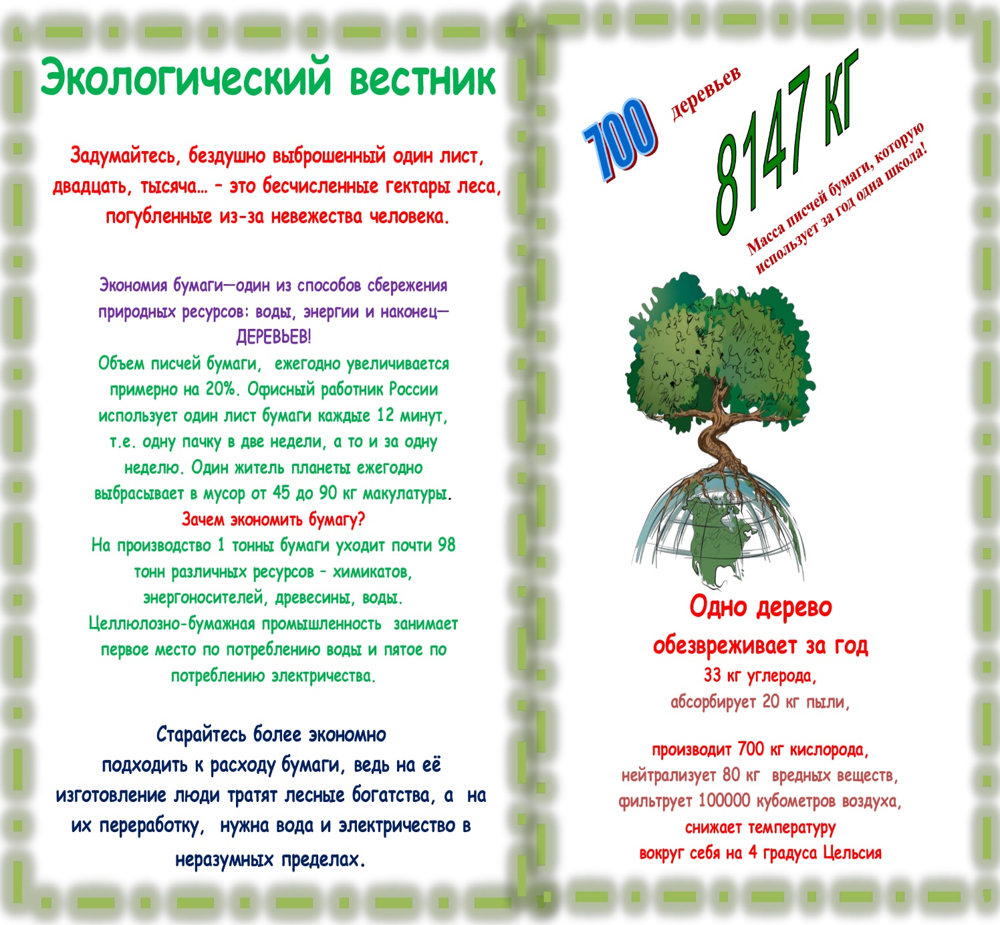 Экологический вестник
Задумайтесь, бездушно выброшенный один лист,
двадцать, тысяча... – это бесчисленные гектары леса,
погубленные из-за невежества человека.
Экономия бумаги—один из способов сбережения
природных ресурсов: воды, энергии и наконец—
ДЕРЕВЬЕВ!
Объем писчей бумаги,  ежегодно увеличивается
примерно на 20%. Офисный работник России
использует один лист бумаги каждые 12 минут,
т.е. одну пачку в две недели, а то и за одну
неделю. Один житель планеты ежегодно
выбрасывает в мусор от 45 до 90 кг макулатуры.
Зачем экономить бумагу?
На производство 1 тонны бумаги уходит почти 98
тонн различных ресурсов – химикатов,
энергоносителей, древесины, воды.
Целлюлозно-бумажная промышленность  занимает
первое место по потреблению воды и пятое по
потреблению электричества.
Старайтесь более экономно
подходить к расходу бумаги, ведь на её
изготовление люди тратят лесные богатства, а  на
их переработку,  нужна вода и электричество в
неразумных пределах.
700 деревьев
8147 кг
Масса писчей бумаги, которую
использует за год одна школа!
Одно дерево
обезвреживает за год
33 кг углерода,
абсорбирует 20 кг пыли,
производит 700 кг кислорода,
нейтрализует 80 кг  вредных веществ,
фильтрует 100000 кубометров воздуха,
снижает температуру
вокруг себя на 4 градуса Цельсия